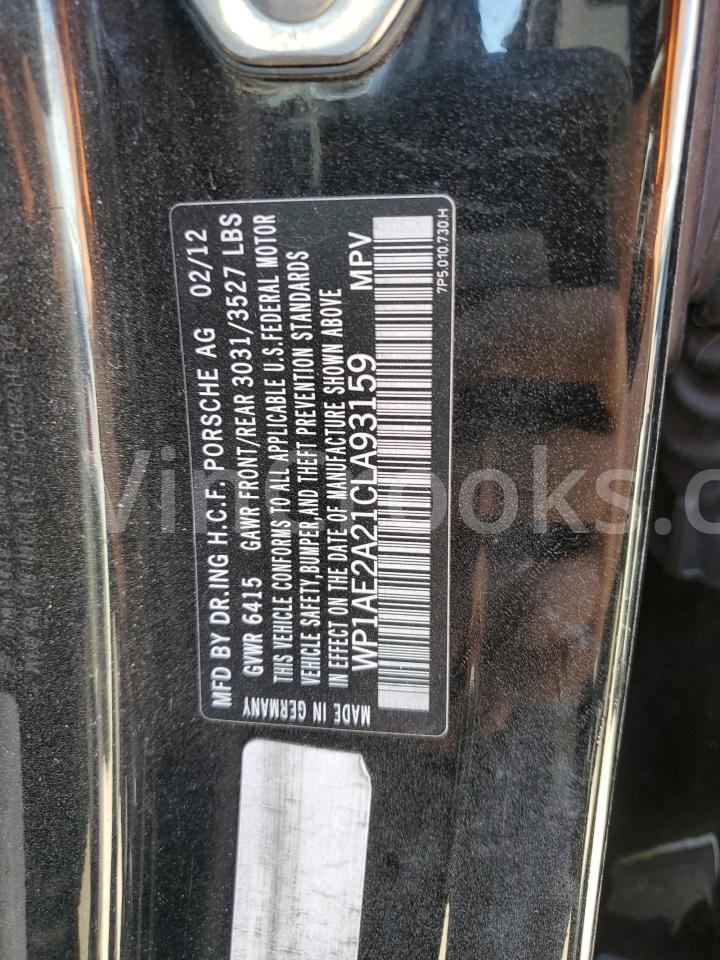 MFD BY DR.ING H.C.F. PORSCHE AG 02/12
GVWR 6415 GAWR FRONT/REAR 3031/3527 LBS
THIS VEHICLE CONFORMS TO ALL APPLICABLE U.S.FEDERAL MOTOR
VEHICLE SAFETY,BUMPER,AND THEFT PREVENTION STANDARDS
IN EFFECT ON THE DATE OF MANUFACTURE SHOWN ABOVE
WP1AE2A21CLA93159 MPV
MADE IN GERMANY
7P5.010.730.H